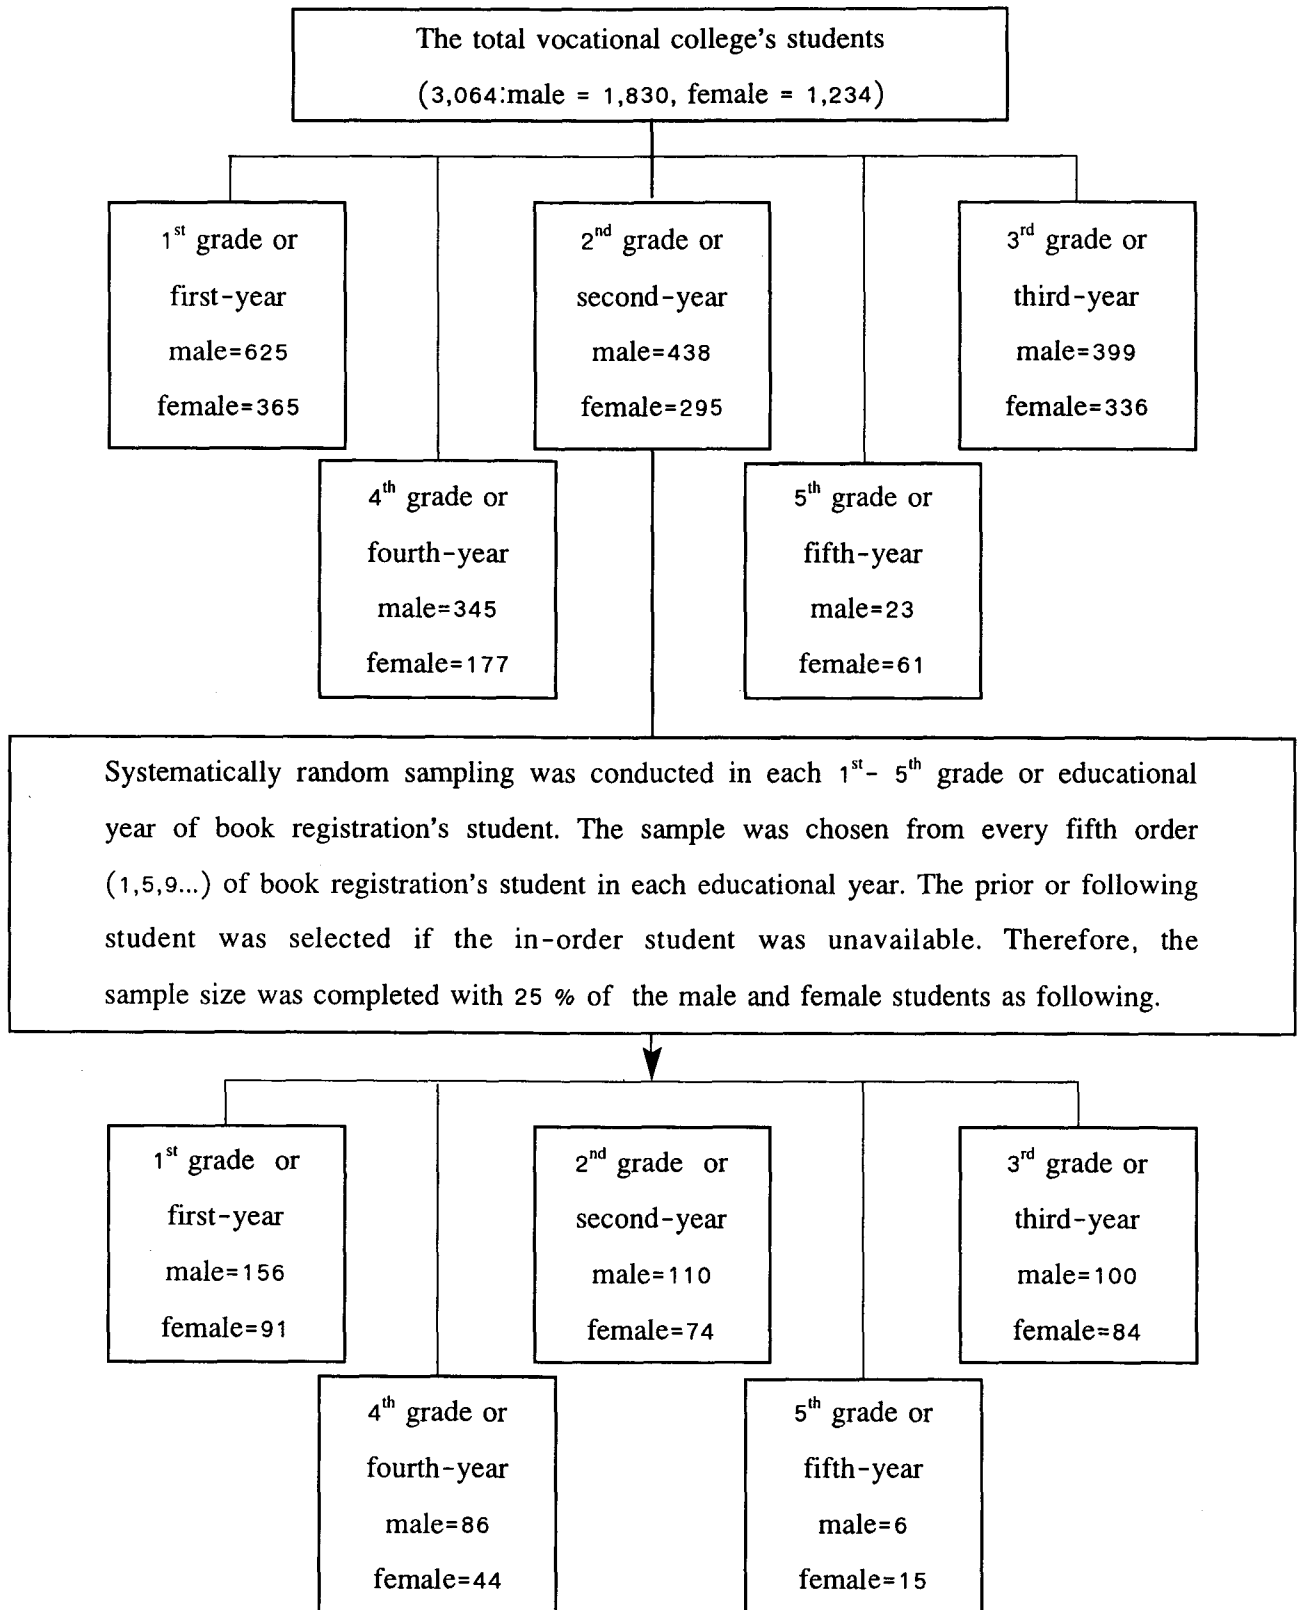 The total vocational college's students
(3,064:male = 1,830, female = 1,234)
1st grade or
first-year
male=625
female=365
2nd grade or
second-year
male=438
female=295
3rd grade or
third-year
male=399
female=336
4th grade or
fourth-year
male=345
female=177
5th grade or
fifth-year
male=23
female=61
Systematically random sampling was conducted in each 1st- 5th grade or educational
year of book registration's student. The sample was chosen from every fifth order
(1,5,9...) of book registration's student in each educational year. The prior or following
student was selected if the in-order student was unavailable. Therefore, the
sample size was completed with 25 % of the male and female students as following.
1st grade or
first-year
male=156
female=91
2nd grade or
second-year
male=110
female=74
3rd grade or
third-year
male=100
female=84
4th grade or
fourth-year
male=86
female=44
5th grade or
fifth-year
male=6
female=15